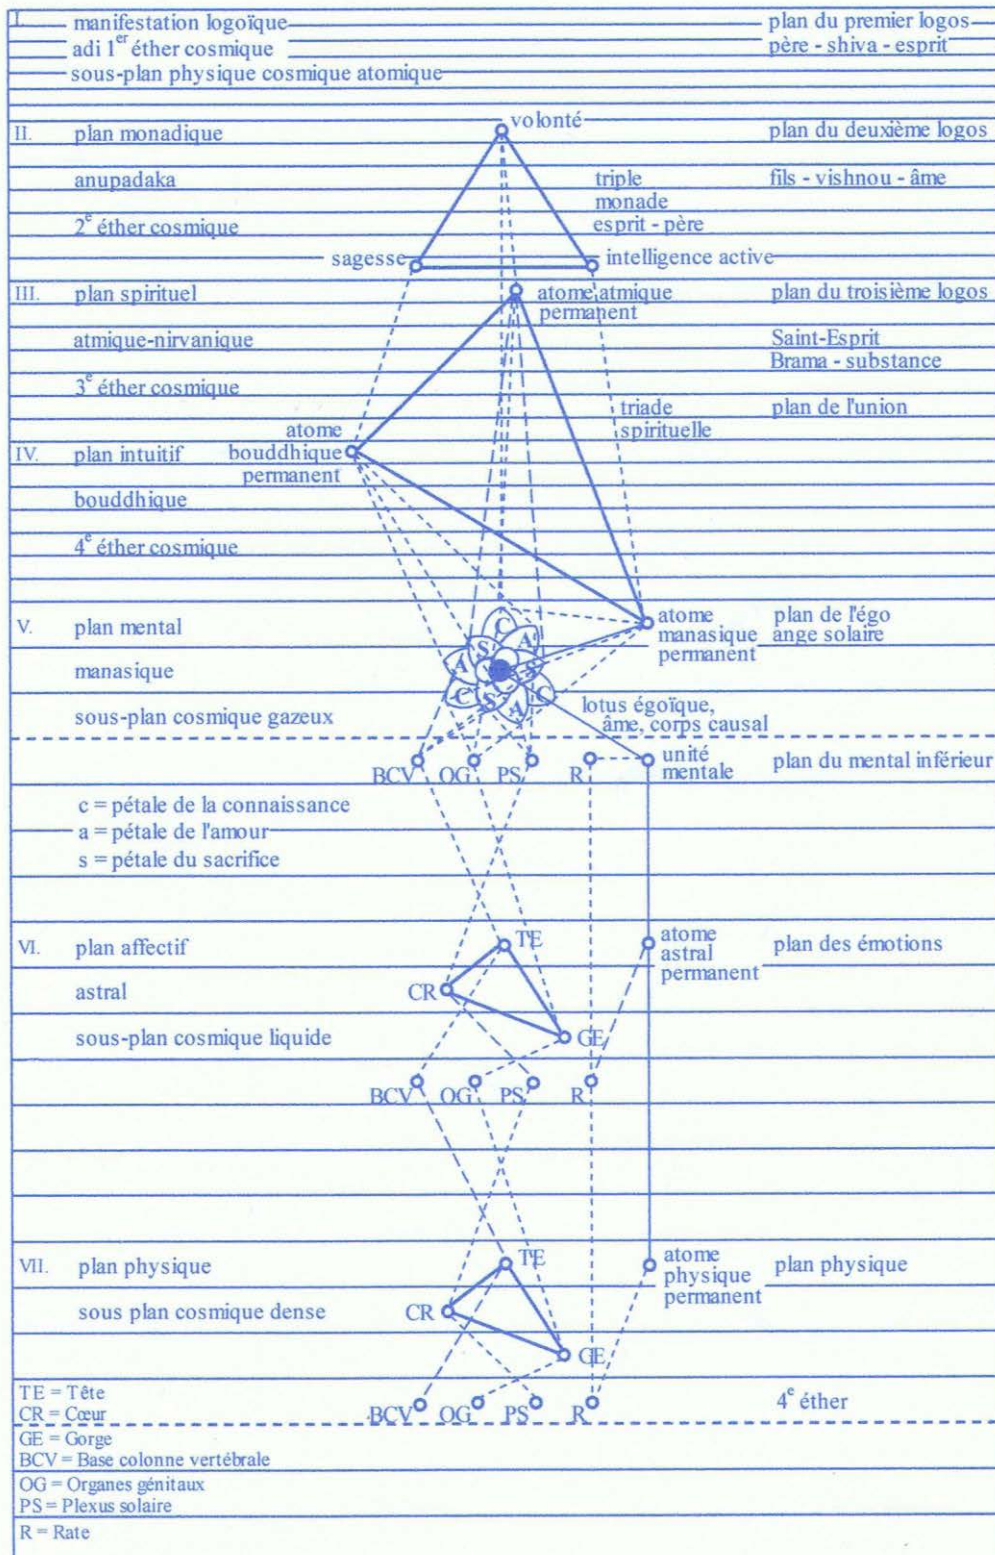 I. manifestation logoïque plan du premier logos
adi 1er éther cosmique père - shiva - esprit
sous-plan physique cosmique atomique
volonté
II. plan monadique plan du deuxième logos
anupadaka triple fils - vishnou - âme
monade
2e éther cosmique esprit - père
sagesse intelligence active
III. plan spirituel atome atmique plan du troisième logos
permanent
atmique-nirvanique Saint-Esprit
Brama - substance
3e éther cosmique
triade plan de l'union
atome spirituelle
IV. plan intuitif bouddhique
permanent
bouddhique
4e éther cosmique
C atome plan de l'égo
V. plan mental S A manasique ange solaire
A S permanent
manasique
C S A C
lotus égoïque,
sous-plan cosmique gazeux âme, corps causal
unité plan du mental inférieur
BCV OG PS R mentale
c = pétale de la connaissance
a = pétale de l'amour
s = pétale du sacrifice
VI. plan affectif TE atome plan des émotions
astral
permanent
astral CR
sous-plan cosmique liquide GE
BCV OG PS R
VII. plan physique TE atome plan physique
physique
permanent
sous plan cosmique dense CR
GE
TE = Tête 4e éther
CR = Cœur BCV OG PS R
GE = Gorge
BCV = Base colonne vertébrale
OG = Organes génitaux
PS = Plexus solaire
R = Rate